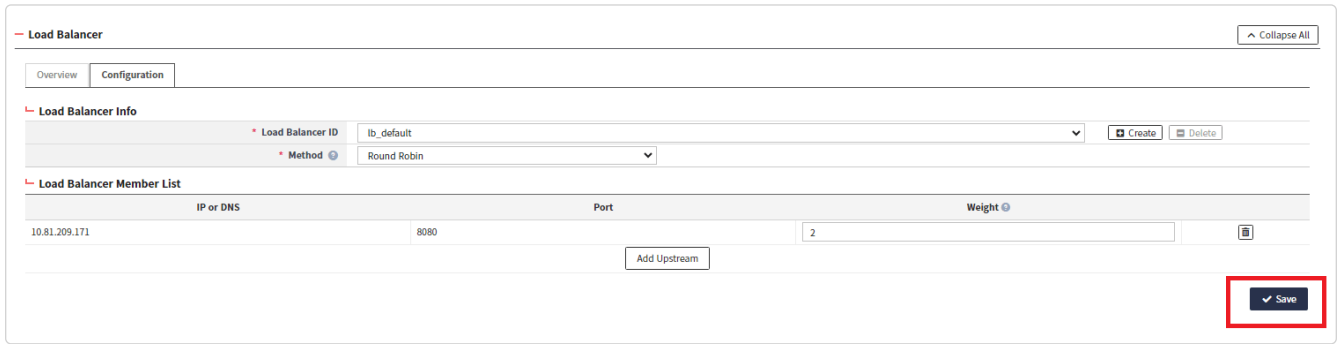 Load Balancer
Collapse All
Overview Configuration
Load Balancer Info
* Load Balancer ID lb_default Create Delete
* Method Round Robin
Load Balancer Member List
IP or DNS Port Weight
10.81.209.171 8080 2
Add Upstream
Save